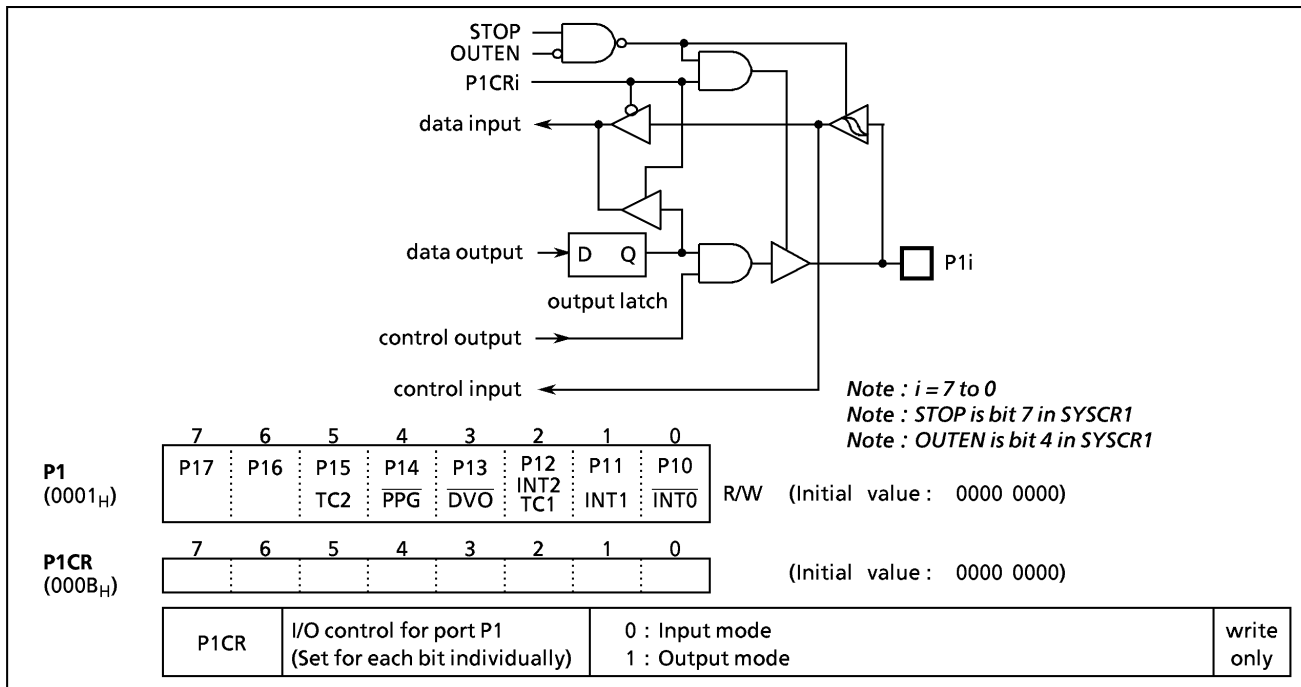 STOP
OUTEN
P1CRi
data input
data output
D Q
P1i
output latch
control output
control input
Note : i = 7 to 0
Note : STOP is bit 7 in SYSCR1
Note : OUTEN is bit 4 in SYSCR1
7 6 5 4 3 2 1 0
P1 (0001H)
P17 P16 P15 TC2 P14 PPG P13 DVO P12 INT2 TC1 P11 INT1 P10 INT0
R/W (Initial value : 0000 0000)
7 6 5 4 3 2 1 0
P1CR (000BH)
(Initial value : 0000 0000)
P1CR
I/O control for port P1
(Set for each bit individually)
0 : Input mode
1 : Output mode
write
only